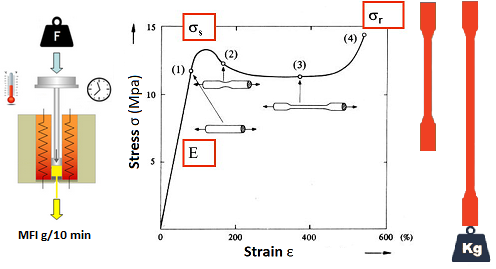 F
MFI g/10 min
Stress σ (Mpa)
15
10
5
0
0
200
400
600
(%)
Strain ε
σs
σr
E
(1)
(2)
(3)
(4)
Kg